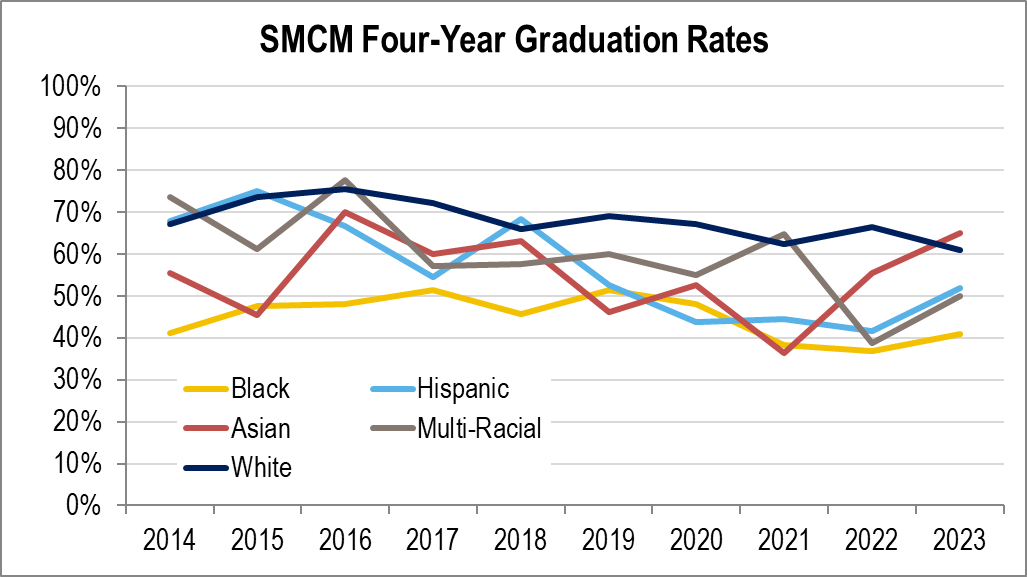 SMCM Four-Year Graduation Rates
100%
90%
80%
70%
60%
50%
40%
30%
20%
10%
0%
Black Hispanic
Asian Multi-Racial
White
2014 2015 2016 2017 2018 2019 2020 2021 2022 2023